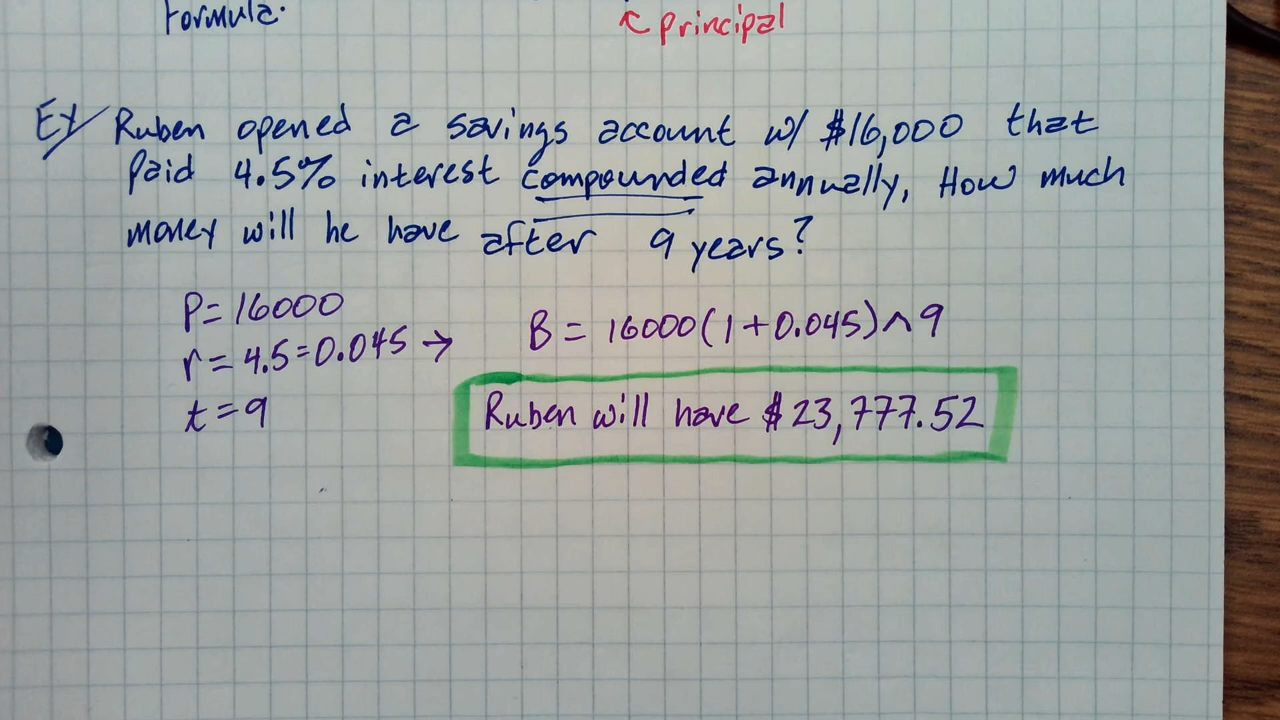 Formula.
↸ principal
Ex/ Ruben opened a savings account w/ $16,000 that
paid 4.5% interest compounded annually, How much
money will he have after 9 years?
P=16000
r=4.5=0.045 →
t=9
B = 16000(1+0.045)^9
Ruben will have $23,777.52